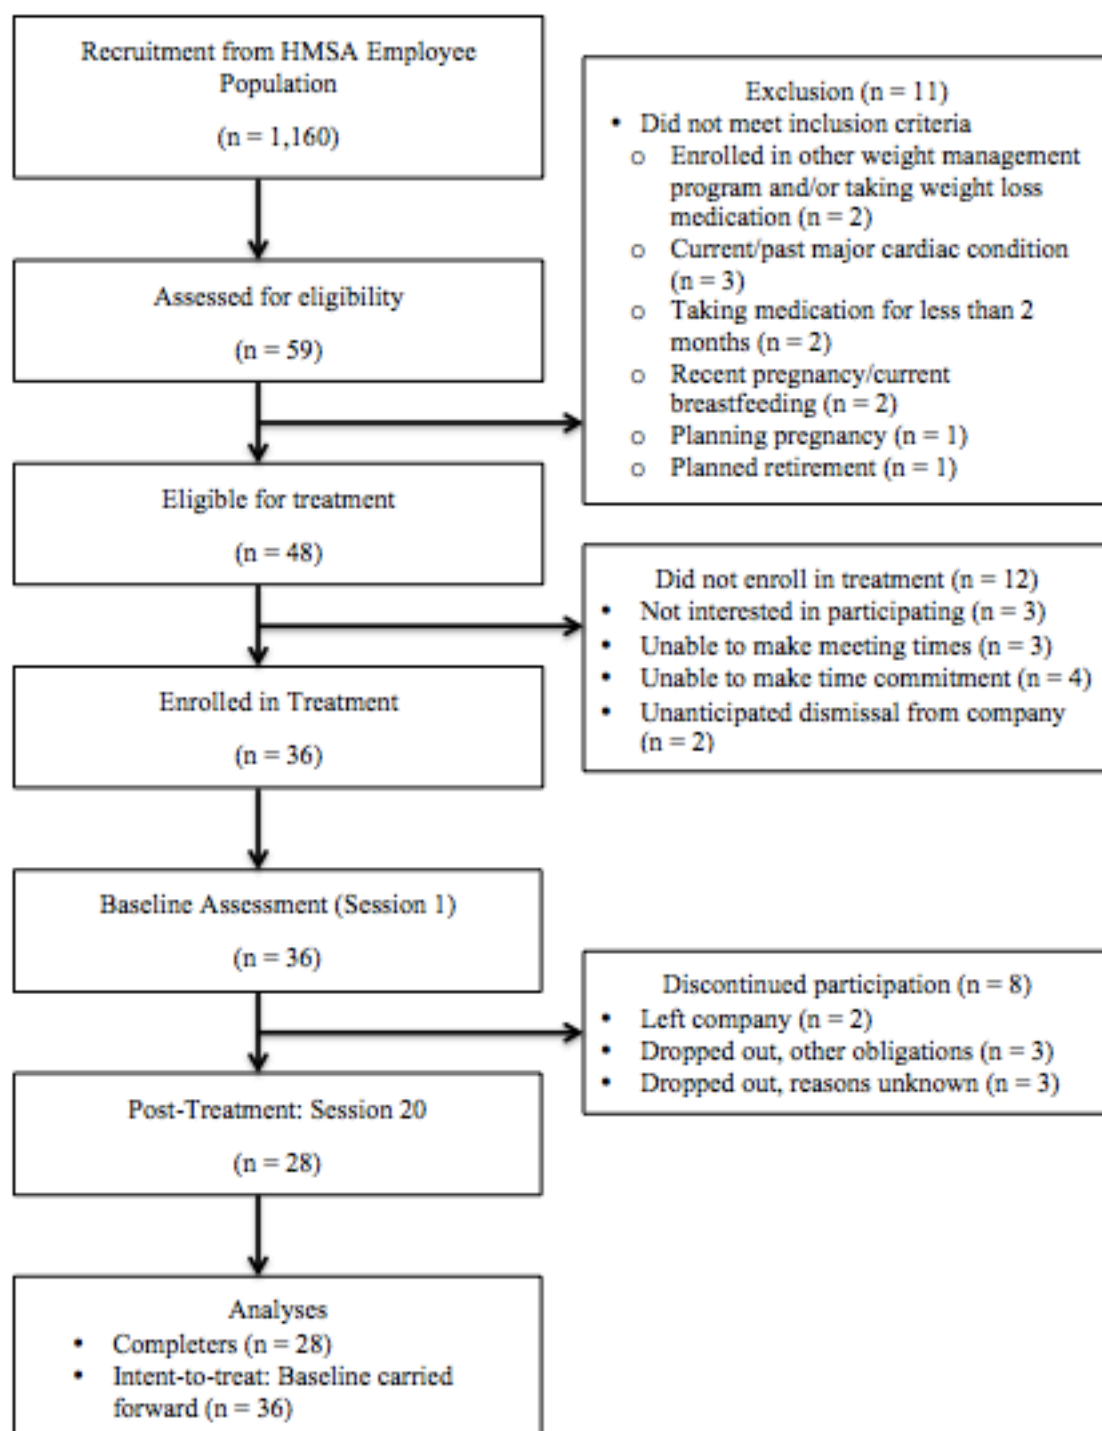 Recruitment from HMSA Employee
Population
(n = 1,160)
Exclusion (n = 11)
• Did not meet inclusion criteria
o Enrolled in other weight management
program and/or taking weight loss
medication (n = 2)
o Current/past major cardiac condition
(n = 3)
o Taking medication for less than 2
months (n = 2)
o Recent pregnancy/current
breastfeeding (n = 2)
o Planning pregnancy (n = 1)
o Planned retirement (n = 1)
Assessed for eligibility
(n = 59)
Eligible for treatment
(n = 48)
Did not enroll in treatment (n = 12)
• Not interested in participating (n = 3)
• Unable to make meeting times (n = 3)
• Unable to make time commitment (n = 4)
• Unanticipated dismissal from company
(n = 2)
Enrolled in Treatment
(n = 36)
Baseline Assessment (Session 1)
(n = 36)
Discontinued participation (n = 8)
• Left company (n = 2)
• Dropped out, other obligations (n = 3)
• Dropped out, reasons unknown (n = 3)
Post-Treatment: Session 20
(n = 28)
Analyses
• Completers (n = 28)
• Intent-to-treat: Baseline carried
forward (n = 36)